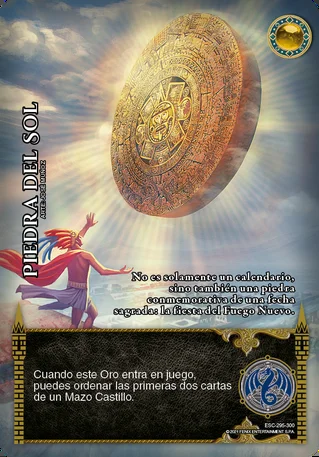 PIEDRA DEL SOL
No es solamente un calendario,
sino también una piedra
conmemorativa de una fecha
sagrada: la fiesta del Fuego Nuevo.
Cuando este Oro entra en juego,
puedes ordenar las primeras dos cartas
de un Mazo Castillo.
ESC-295-300
©2021 FENIX ENTERTAINMENT S.P.A.